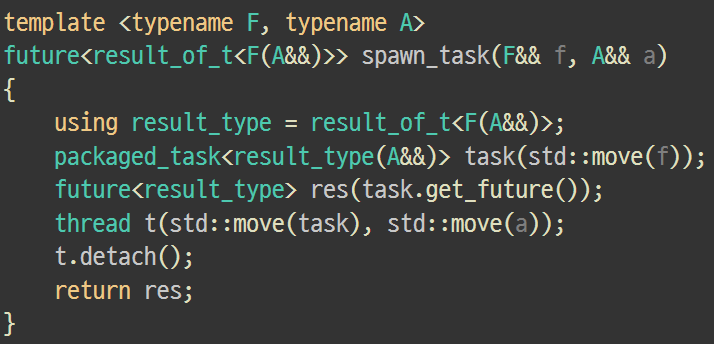 template <typename F, typename A>
future<result_of_t<F(A&&)>> spawn_task(F&& f, A&& a)
{
    using result_type = result_of_t<F(A&&)>;
    packaged_task<result_type(A&&)> task(std::move(f));
    future<result_type> res(task.get_future());
    thread t(std::move(task), std::move(a));
    t.detach();
    return res;
}